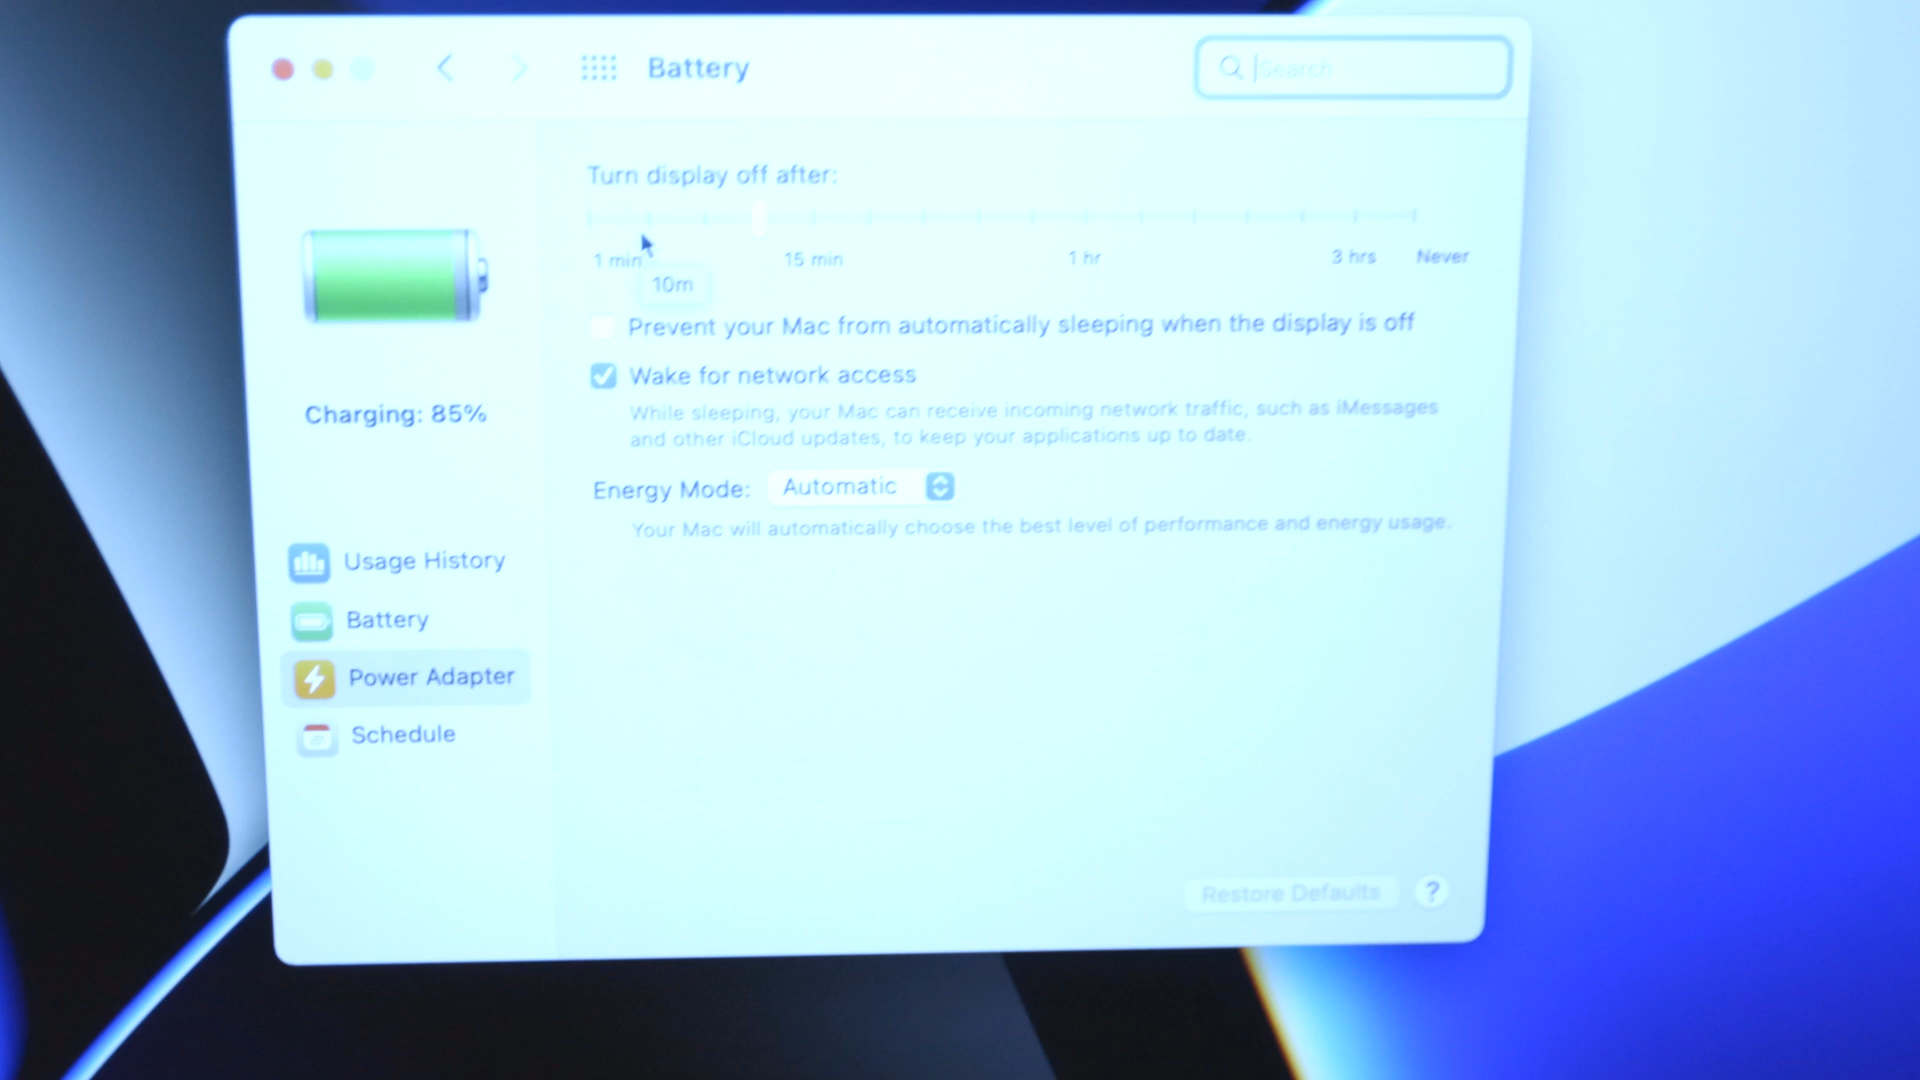 Battery
Search
Turn display off after:
1 min
15 min
1 hr
3 hrs
Never
10m
Prevent your Mac from automatically sleeping when the display is off
Wake for network access
While sleeping, your Mac can receive incoming network traffic, such as iMessages
and other iCloud updates, to keep your applications up to date.
Charging: 85%
Energy Mode:
Automatic
Your Mac will automatically choose the best level of performance and energy usage.
Usage History
Battery
Power Adapter
Schedule
Restore Defaults
?